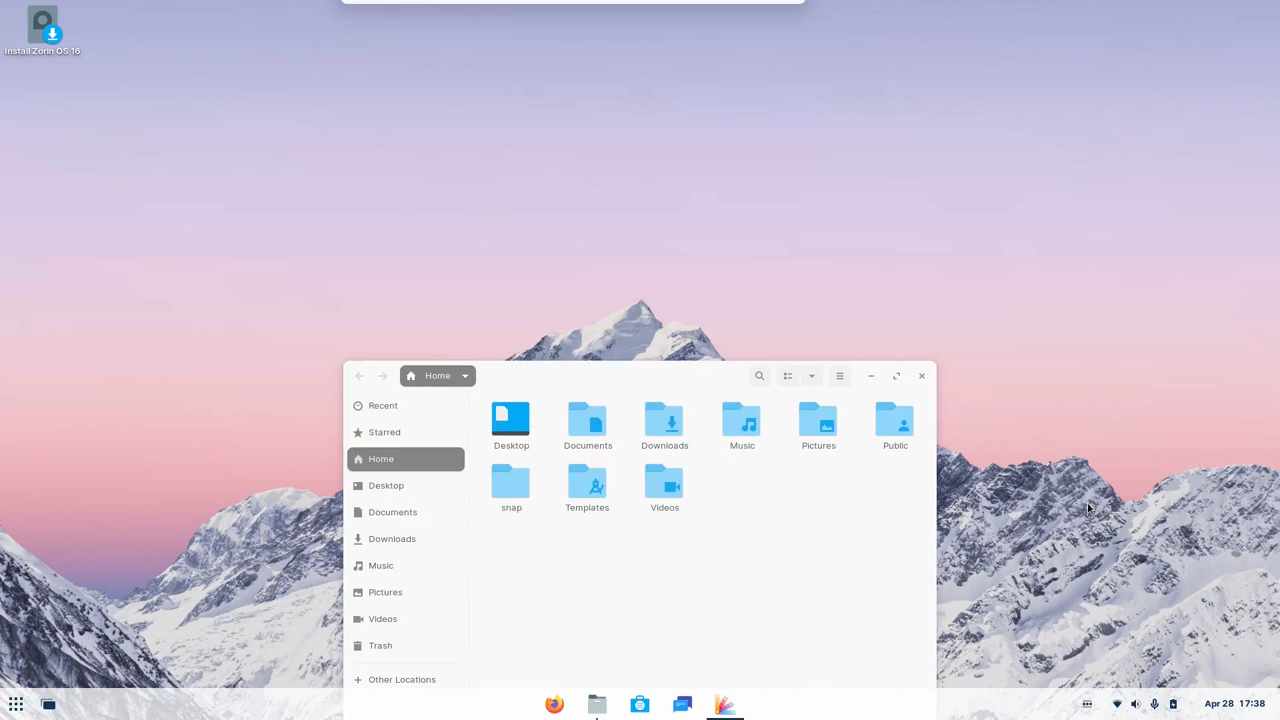 Install Zorin OS 16
Home
Recent
Starred
Home
Desktop
Documents
Downloads
Music
Pictures
Videos
Trash
Other Locations
Desktop
Documents
Downloads
Music
Pictures
Public
snap
Templates
Videos
Apr 28 17:38